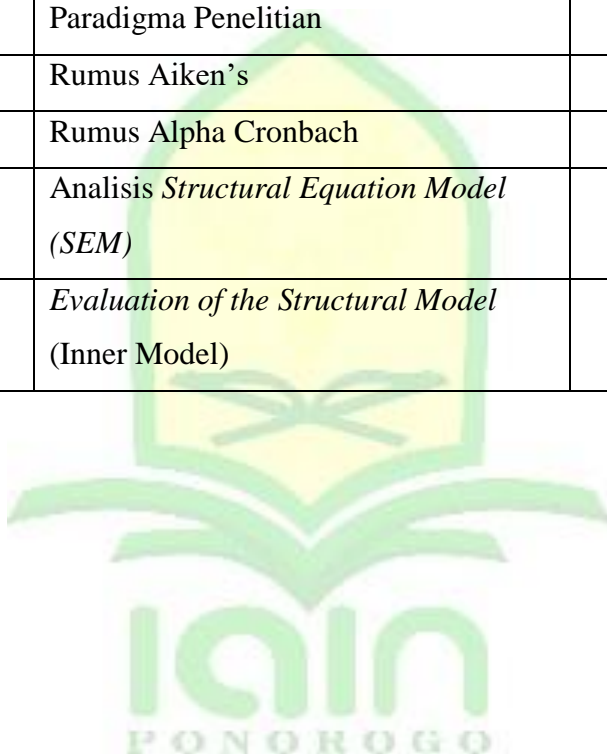 Paradigma Penelitian
Rumus Aiken’s
Rumus Alpha Cronbach
Analisis Structural Equation Model
(SEM)
Evaluation of the Structural Model
(Inner Model)
iain
PONOROGO